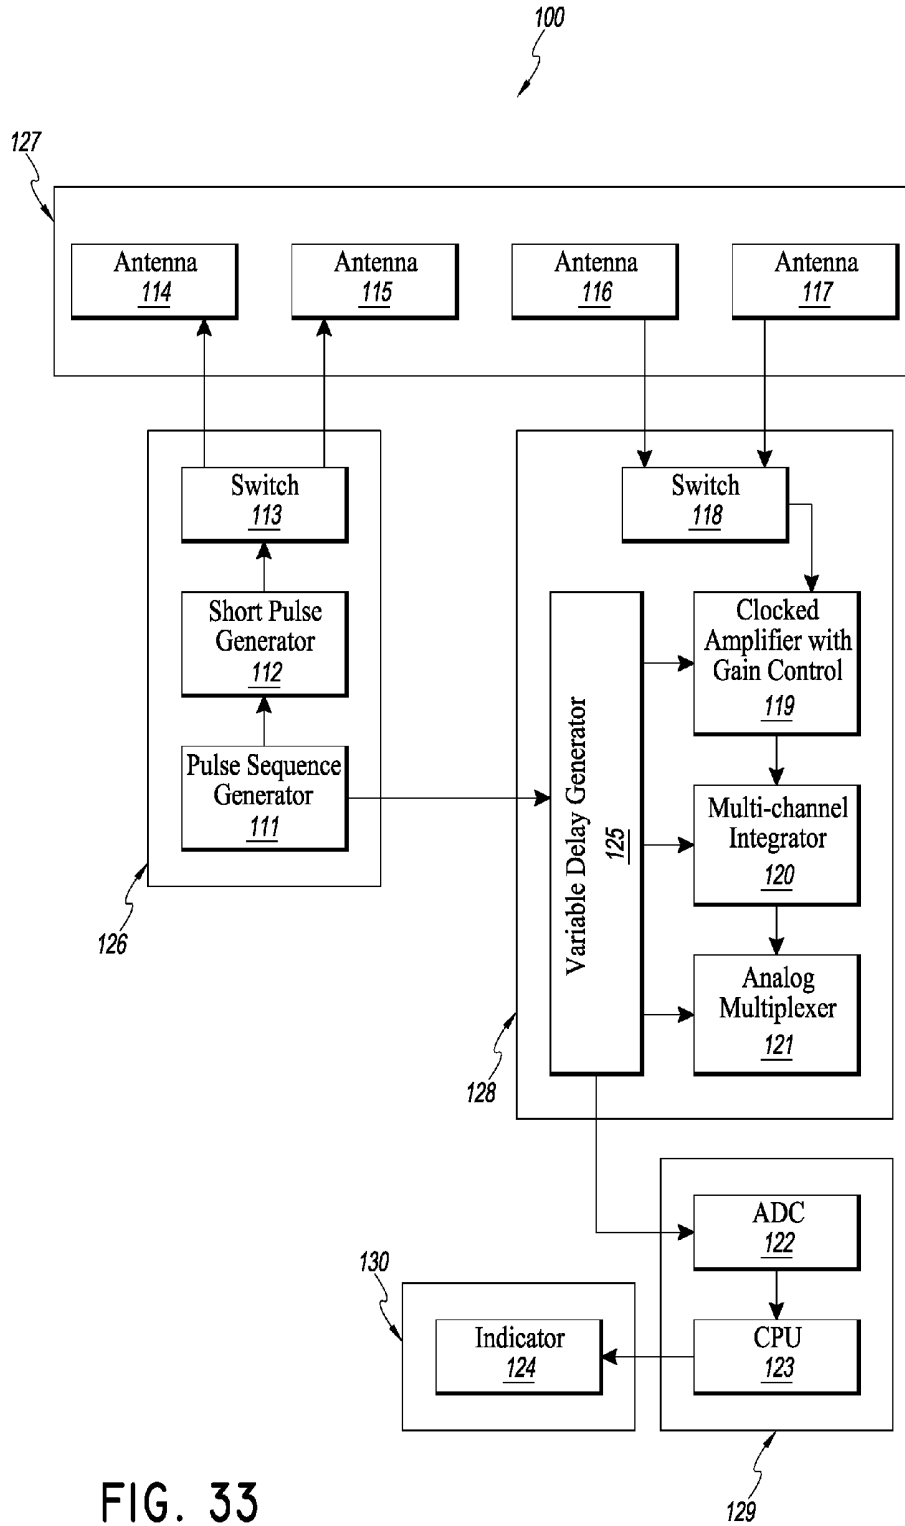 100
127
Antenna
114
Antenna
115
Antenna
116
Antenna
117
Switch
113
Short Pulse
Generator
112
Pulse Sequence
Generator
111
126
Switch
118
Variable Delay Generator
125
Clocked
Amplifier with
Gain Control
119
Multi-channel
Integrator
120
Analog
Multiplexer
121
128
ADC
122
CPU
123
129
130
Indicator
124
FIG. 33